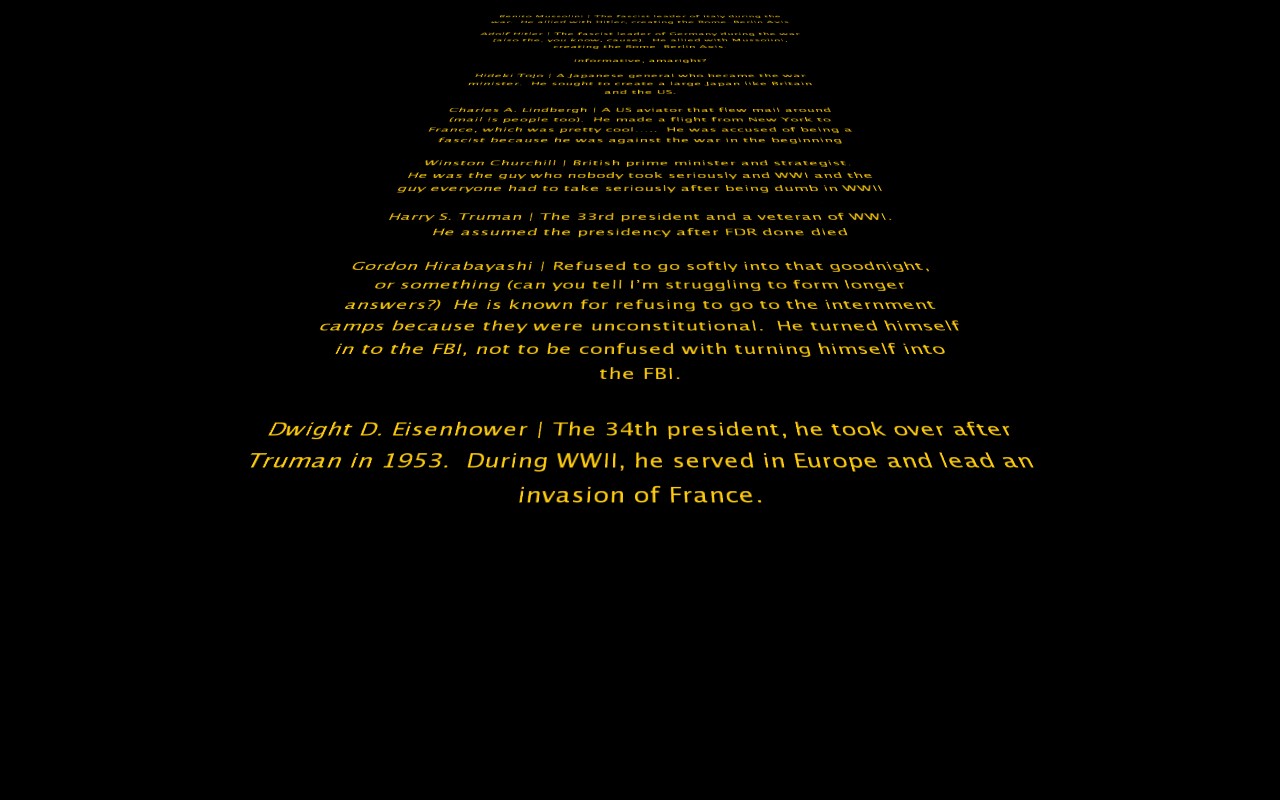 Benito Mussolini | The fascist leader of Italy during the
war. He allied with Hitler, creating the Rome-Berlin Axis.
Adolf Hitler | The fascist leader of Germany during the war
(also the, you know, cause). He allied with Mussolini,
creating the Rome-Berlin Axis.
Informative, amaright?
Hideki Tojo | A Japanese general who became the war
minister. He sought to create a large Japan like Britain
and the US.
Charles A. Lindbergh | A US aviator that flew mail around
(mail is people too). He made a flight from New York to
France, which was pretty cool..... He was accused of being a
fascist because he was against the war in the beginning
Winston Churchill | British prime minister and strategist.
He was the guy who nobody took seriously and WWI and the
guy everyone had to take seriously after being dumb in WWII
Harry S. Truman | The 33rd president and a veteran of WWI.
He assumed the presidency after FDR done died
Gordon Hirabayashi | Refused to go softly into that goodnight,
or something (can you tell I'm struggling to form longer
answers?) He is known for refusing to go to the internment
camps because they were unconstitutional. He turned himself
in to the FBI, not to be confused with turning himself into
the FBI.
Dwight D. Eisenhower | The 34th president, he took over after
Truman in 1953. During WWII, he served in Europe and lead an
invasion of France.